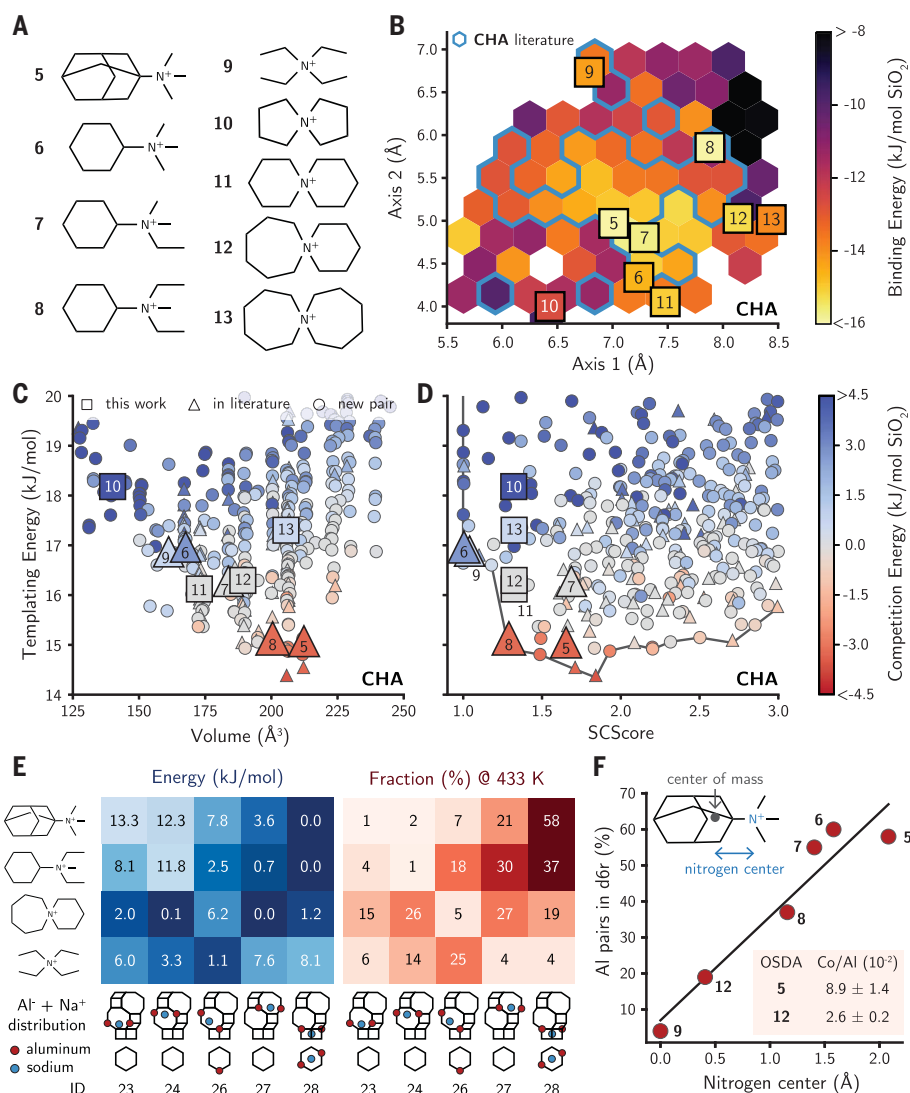 A
5
N⁺
6
N⁺
7
N⁺
8
N⁺
9
N⁺
10
N⁺
11
N⁺
12
N⁺
13
N⁺
B
CHA literature
7.0
6.5
6.0
5.5
5.0
4.5
4.0
Axis 2 (Å)
9
8
5
7
12
13
6
10
11
CHA
5.5 6.0 6.5 7.0 7.5 8.0 8.5
Axis 1 (Å)
> -8
-10
-12
-14
<-16
Binding Energy (kJ/mol SiO₂)
C
this work in literature new pair
20
19
18
17
16
15
14
Templating Energy (kJ/mol)
10
13
9
6
11
7
12
8
5
CHA
125 150 175 200 225 250
Volume (Å³)
D
10
13
6
9
12
7
11
8
5
CHA
1.0 1.5 2.0 2.5 3.0
SCScore
>4.5
3.0
1.5
0.0
-1.5
-3.0
<-4.5
Competition Energy (kJ/mol SiO₂)
E
Energy (kJ/mol) Fraction (%) @ 433 K
N⁺ 13.3 12.3 7.8 3.6 0.0 1 2 7 21 58
N⁺ 8.1 11.8 2.5 0.7 0.0 4 1 18 30 37
N⁺ 2.0 0.1 6.2 0.0 1.2 15 26 5 27 19
N⁺ 6.0 3.3 1.1 7.6 8.1 6 14 25 4 4
Al⁻ + Na⁺
distribution
aluminum
sodium
ID 23 24 26 27 28 23 24 26 27 28
F
70
60
50
40
30
20
10
Al pairs in d6r (%)
center of mass
N⁺
nitrogen center
6
5
7
8
12
9
OSDA Co/Al (10⁻²)
5 8.9 ± 1.4
12 2.6 ± 0.2
0.0 0.5 1.0 1.5 2.0
Nitrogen center (Å)